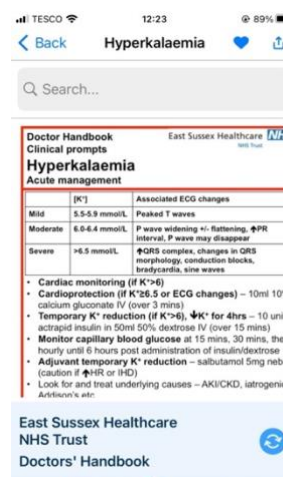 TESCO 12:23 89%
Back Hyperkalaemia
Search...
Doctor Handbook East Sussex Healthcare NHS
Clinical prompts NHS Trust
Hyperkalaemia
Acute management
[K⁺] Associated ECG changes
Mild 5.5-5.9 mmol/L Peaked T waves
Moderate 6.0-6.4 mmol/L P wave widening +/- flattening, ↑PR
interval, P wave may disappear
Severe >6.5 mmol/L ↑QRS complex, changes in QRS
morphology, conduction blocks,
bradycardia, sine waves
• Cardiac monitoring (if K⁺>6)
• Cardioprotection (if K⁺≥6.5 or ECG changes) – 10ml 10%
calcium gluconate IV (over 3 mins)
• Temporary K⁺ reduction (if K⁺>6), ↓K⁺ for 4hrs – 10 uni
actrapid insulin in 50ml 50% dextrose IV (over 15 mins)
• Monitor capillary blood glucose at 15 mins, 30 mins, the
hourly until 6 hours post administration of insulin/dextrose
• Adjuvant temporary K⁺ reduction – salbutamol 5mg neb
(caution if ↑HR or IHD)
• Look for and treat underlying causes – AKI/CKD, iatrogenic
Addison's etc
East Sussex Healthcare
NHS Trust
Doctors' Handbook